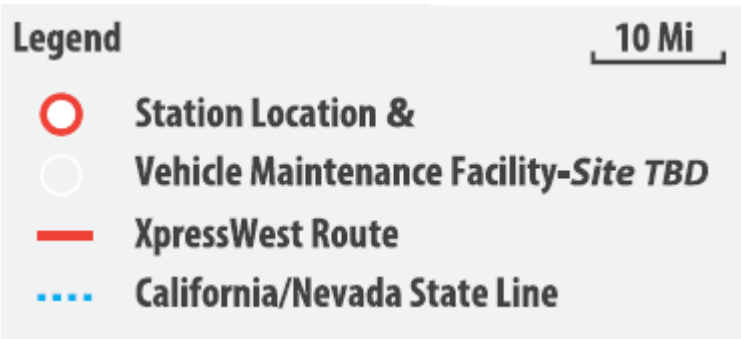 Legend
10 Mi
Station Location &
Vehicle Maintenance Facility-Site TBD
XpressWest Route
California/Nevada State Line